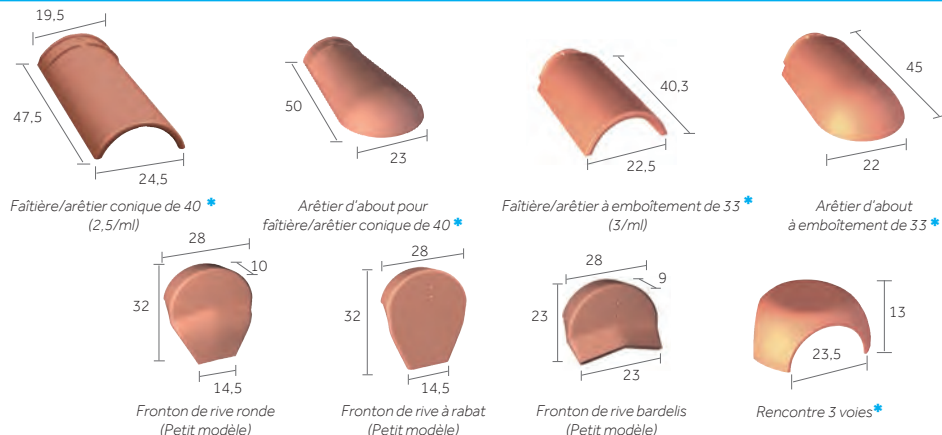 19,5
47,5
24,5
Faîtière/arêtier conique de 40 *
(2,5/ml)
50
23
Arêtier d'about pour
faîtière/arêtier conique de 40 *
40,3
22,5
Faîtière/arêtier à emboîtement de 33 *
(3/ml)
45
22
Arêtier d'about
à emboîtement de 33 *
28
10
32
14,5
Fronton de rive ronde
(Petit modèle)
28
32
14,5
Fronton de rive à rabat
(Petit modèle)
28
9
23
23
Fronton de rive bardelis
(Petit modèle)
13
23,5
Rencontre 3 voies *